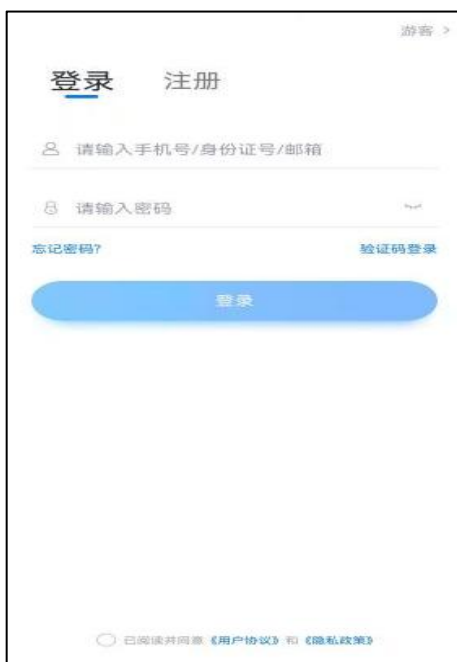 游客 >
登录 注册
请输入手机号/身份证号/邮箱
请输入密码
忘记密码? 验证码登录
登录
已阅读并同意《用户协议》和《隐私政策》